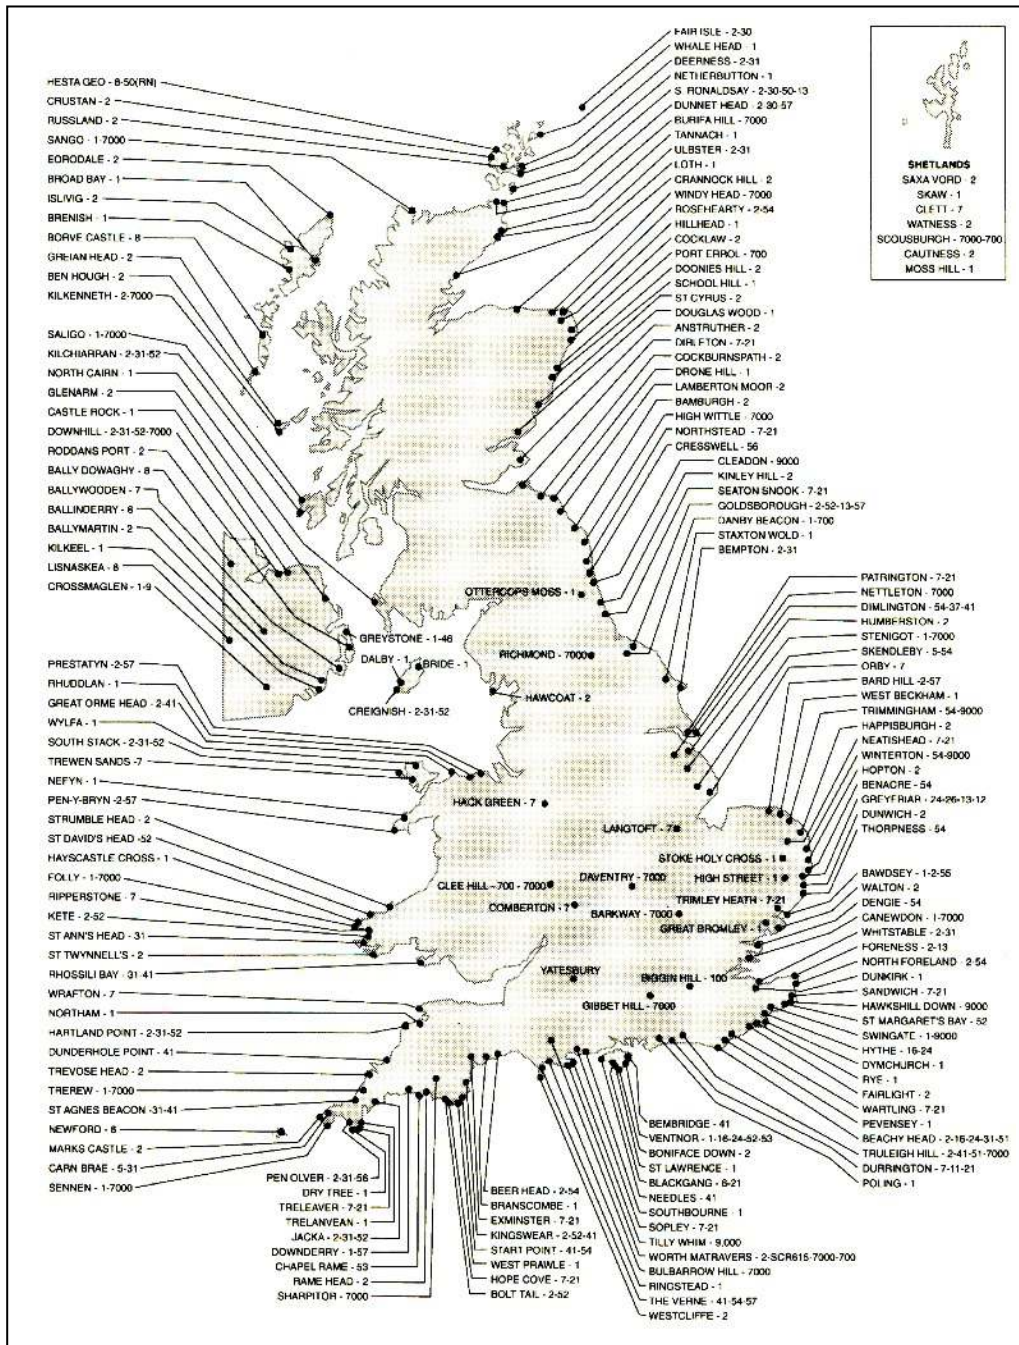 FAIR ISLE - 2-30
WHALE HEAD - 1
DEERNESS - 2-31
NETHERBUTTON - 1
S. RONALDSAY - 2-30-50-13
DUNNET HEAD - 2-30-57
BURIFA HILL - 7000
TANNACH - 1
ULBSTER - 2-31
LOTH - 1
CRANNOCK HILL - 2
WINDY HEAD - 7000
ROSEHEARTY - 2-54
HILLHEAD - 1
COCKLAW - 2
PORT ERROL - 700
DOONIES HILL - 2
SCHOOL HILL - 1
ST CYRUS - 2
DOUGLAS WOOD - 1
ANSTRUTHER - 2
DIRLETON - 7-21
COCKBURNSPATH - 2
DRONE HILL - 1
LAMBERTON MOOR -2
BAMBURGH - 2
HIGH WITTLE - 7000
NORTHSTEAD - 7-21
CRESSWELL - 56
CLEADON - 9000
KINLEY HILL - 2
SEATON SNOOK - 7-21
GOLDSBOROUGH - 2-52-13-57
DANBY BEACON - 1-700
STAXTON WOLD - 1
BEMPTON - 2-31
SHETLANDS
SAXA VORD - 2
SKAW - 1
CLETT - 7
WATNESS - 2
SCOUSBURGH - 7000-700
CAUTNESS - 2
MOSS HILL - 1
HESTA GEO - 8-50(RN)
CRUSTAN - 2
RUSSLAND - 2
SANGO - 1-7000
EORODALE - 2
BROAD BAY - 1
ISLIVIG - 2
BRENISH - 1
BORVE CASTLE - 8
GREIAN HEAD - 2
BEN HOUGH - 2
KILKENNETH - 2-7000
SALIGO - 1-7000
KILCHIARRAN - 2-31-52
NORTH CAIRN - 1
GLENARM - 2
CASTLE ROCK - 1
DOWNHILL - 2-31-52-7000
RODDANS PORT - 2
BALLY DOWAGHY - 8
BALLYWOODEN - 7
BALLINDERRY - 6
BALLYMARTIN - 2
KILKEEL - 1
LISNASKEA - 8
CROSSMAGLEN - 1-9
OTTERCOPS MOSS - 1
GREYSTONE - 1-46
DALBY - 1
BRIDE - 1
CREIGNISH - 2-31-52
RICHMOND - 7000
HAWCOAT - 2
PATRINGTON - 7-21
NETTLETON - 7000
DIMLINGTON - 54-37-41
HUMBERSTON - 2
STENIGOT - 1-7000
SKENDLEBY - 5-54
ORBY - 7
BARD HILL - 2-57
WEST BECKHAM - 1
TRIMMINGHAM - 54-9000
HAPPISBURGH - 2
NEATISHEAD - 7-21
WINTERTON - 54-9000
HOPTON - 2
BENACRE - 54
GREYFRIAR - 24-26-13-12
DUNWICH - 2
THORPNESS - 54
PRESTATYN - 2-57
RHUDDLAN - 1
GREAT ORME HEAD - 2-41
WYLFA - 1
SOUTH STACK - 2-31-52
TREWEN SANDS - 7
NEFYN - 1
PEN-Y-BRYN - 2-57
STRUMBLE HEAD - 2
ST DAVID'S HEAD -52
HAYSCASTLE CROSS - 1
FOLLY - 1-7000
RIPPERSTONE - 7
KETE - 2-52
ST ANN'S HEAD - 31
ST TWYNNELL'S - 2
RHOSSILI BAY - 31-41
WRAFTON - 7
NORTHAM - 1
HARTLAND POINT - 2-31-52
DUNDERHOLE POINT - 41
TREVOSE HEAD - 2
TREREW - 1-7000
ST AGNES BEACON -31-41
NEWFORD - 6
MARKS CASTLE - 2
CARN BRAE - 5-31
SENNEN - 1-7000
HACK GREEN - 7
LANGTOFT - 7
STOKE HOLY CROSS - 1
CLEE HILL - 700 - 7000
DAVENTRY - 7000
HIGH STREET - 1
COMBERTON - 7
BARKWAY - 7000
TRIMLEY HEATH - 7-21
GREAT BROMLEY - 1
YATESBURY
BIGGIN HILL - 100
GIBBET HILL - 7000
BAWDSEY - 1-2-55
WALTON - 2
DENGIE - 54
CANEWDON - 1-7000
WHITSTABLE - 2-31
FORENESS - 2-13
NORTH FORELAND - 2-54
DUNKIRK - 1
SANDWICH - 7-21
HAWKSHILL DOWN - 9000
ST MARGARET'S BAY - 52
SWINGATE - 1-9000
HYTHE - 16-24
DYMCHURCH - 1
RYE - 1
FAIRLIGHT - 2
WARTLING - 7-21
PEVENSEY - 1
BEACHY HEAD - 2-16-24-31-51
TRULEIGH HILL - 2-41-51-7000
DURRINGTON - 7-11-21
POLING - 1
PEN OLVER - 2-31-56
DRY TREE - 1
TRELEAVER - 7-21
TRELANVEAN - 1
JACKA - 2-31-52
DOWNDERRY - 1-57
CHAPEL RAME - 53
RAME HEAD - 2
SHARPITOR - 7000
BEER HEAD - 2-54
BRANSCOMBE - 1
EXMINSTER - 7-21
KINGSWEAR - 2-52-41
START POINT - 41-54
WEST PRAWLE - 1
HOPE COVE - 7-21
BOLT TAIL - 2-52
BEMBRIDGE - 41
VENTNOR - 1-16-24-52-53
BONIFACE DOWN - 2
ST LAWRENCE - 1
BLACKGANG - 6-21
NEEDLES - 41
SOUTHBOURNE - 1
SOPLEY - 7-21
TILLY WHIM - 9.000
WORTH MATRAVERS - 2-SCR615-7000-700
BULBARROW HILL - 7000
RINGSTEAD - 1
THE VERNE - 41-54-57
WESTCLIFFE - 2